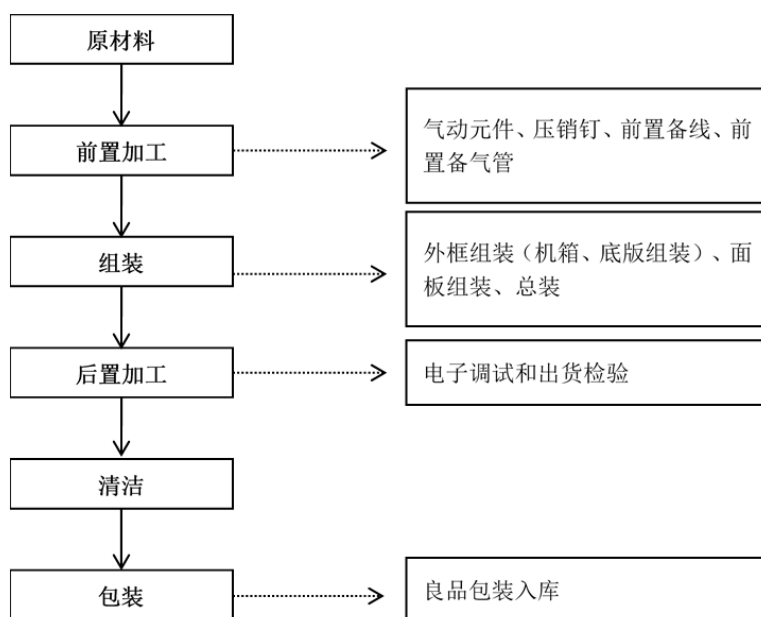 原材料
前置加工
气动元件、压销钉、前置备线、前
置备气管
组装
外框组装（机箱、底版组装）、面
板组装、总装
后置加工
电子调试和出货检验
清洁
包装
良品包装入库